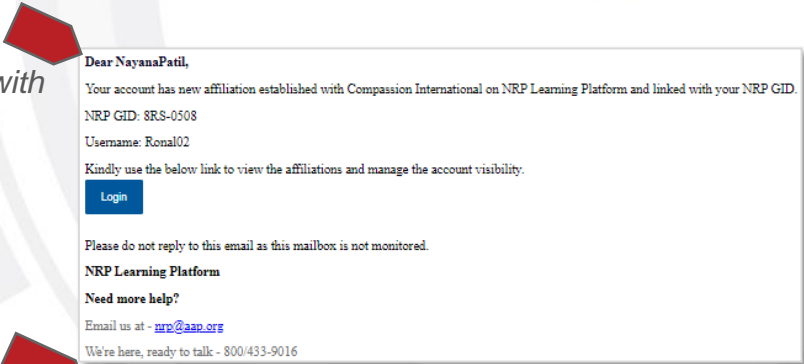 with
Dear NayanaPatil,
Your account has new affiliation established with Compassion International on NRP Learning Platform and linked with your NRP GID.
NRP GID: 8RS-0508
Username: Ronal02
Kindly use the below link to view the affiliations and manage the account visibility.
Login
Please do not reply to this email as this mailbox is not monitored.
NRP Learning Platform
Need more help?
Email us at - nrp@aap.org
We're here, ready to talk - 800/433-9016